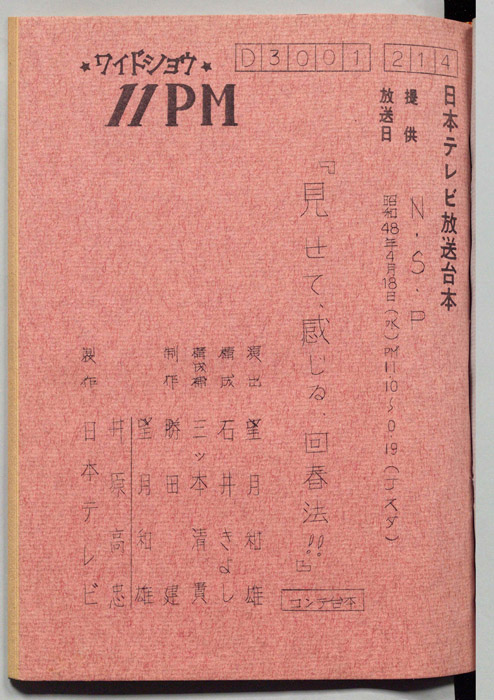 D3001 214
★ワイドショウ★
11PM
日本テレビ放送台本
提供 N・S・P
放送日 昭和48年4月18日(水)PM11.10〜0.19(丁スダ)
『見せて、感じる.回春法!!』
コンテ台本
演出 望月和雄
構成 石井きよし
構成補 三ッ本清貴
制作 勝田建
望月和雄
井原高忠
製作 日本テレビ